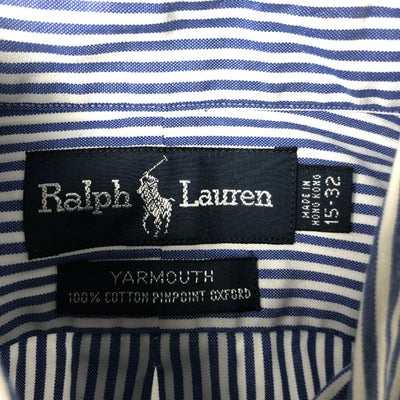 Ralph Lauren
MADE IN
HONG KONG
15-32
YARMOUTH
100% COTTON PINPOINT OXFORD